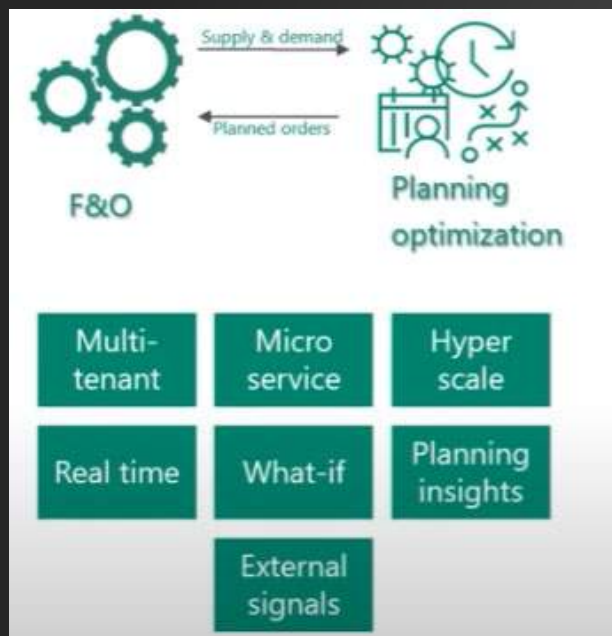 Supply & demand
Planned orders
F&O
Planning
optimization
Multi-
tenant
Micro
service
Hyper
scale
Real time
What-if
Planning
insights
External
signals